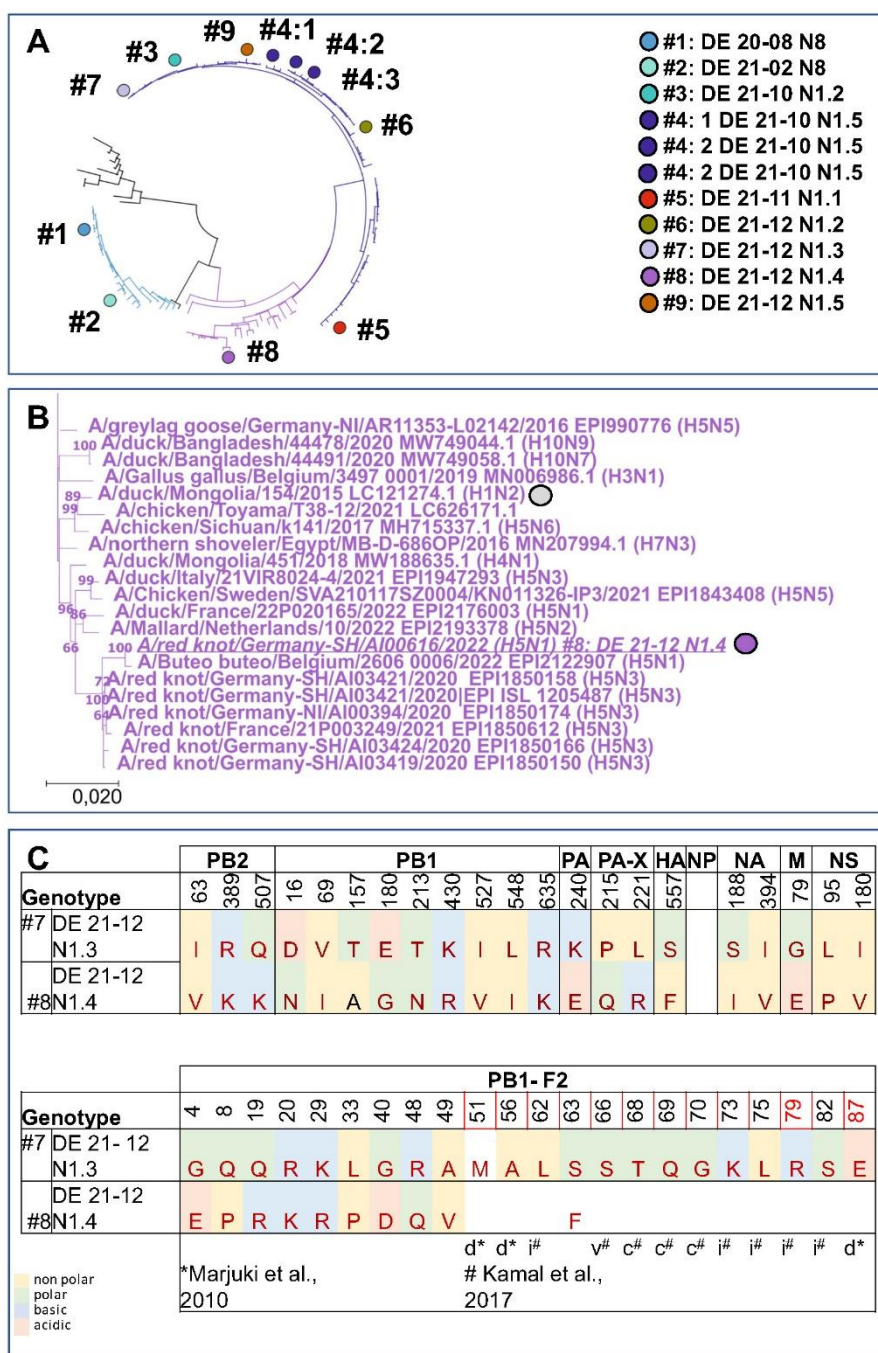 A
#9 #4:1
#3 #4:2
#4:3
#7
#6
#1
#2
#8
#5
#1: DE 20-08 N8
#2: DE 21-02 N8
#3: DE 21-10 N1.2
#4: 1 DE 21-10 N1.5
#4: 2 DE 21-10 N1.5
#4: 2 DE 21-10 N1.5
#5: DE 21-11 N1.1
#6: DE 21-12 N1.2
#7: DE 21-12 N1.3
#8: DE 21-12 N1.4
#9: DE 21-12 N1.5
B
A/greylag goose/Germany-NI/AR11353-L02142/2016 EPI990776 (H5N5)
100 A/duck/Bangladesh/44478/2020 MW749044.1 (H10N9)
A/duck/Bangladesh/44491/2020 MW749058.1 (H10N7)
A/Gallus gallus/Belgium/3497 0001/2019 MN006986.1 (H3N1)
89 A/duck/Mongolia/154/2015 LC121274.1 (H1N2)
99 A/chicken/Toyama/T38-12/2021 LC626171.1
A/chicken/Sichuan/k141/2017 MH715337.1 (H5N6)
A/northern shoveler/Egypt/MB-D-686OP/2016 MN207994.1 (H7N3)
A/duck/Mongolia/451/2018 MW188635.1 (H4N1)
99 A/duck/Italy/21VIR8024-4/2021 EPI1947293 (H5N3)
A/Chicken/Sweden/SVA210117SZ0004/KN011326-IP3/2021 EPI1843408 (H5N5)
96 86 A/duck/France/22P020165/2022 EPI2176003 (H5N1)
A/Mallard/Netherlands/10/2022 EPI2193378 (H5N2)
66 100 A/red knot/Germany-SH/AI00616/2022 (H5N1) #8: DE 21-12 N1.4
A/Buteo buteo/Belgium/2606 0006/2022 EPI2122907 (H5N1)
72 A/red knot/Germany-SH/AI03421/2020 EPI1850158 (H5N3)
100 A/red knot/Germany-SH/AI03421/2020|EPI ISL 1205487 (H5N3)
64 A/red knot/Germany-NI/AI00394/2020 EPI1850174 (H5N3)
A/red knot/France/21P003249/2021 EPI1850612 (H5N3)
A/red knot/Germany-SH/AI03424/2020 EPI1850166 (H5N3)
A/red knot/Germany-SH/AI03419/2020 EPI1850150 (H5N3)
0,020
C
PB2 PB1 PA PA-X HA NP NA M NS
Genotype 63 389 507 16 69 157 180 213 430 527 548 635 240 215 221 557 188 394 79 95 180
#7 DE 21-12
N1.3 I R Q D V T E T K I L R K P L S S I G L I
DE 21-12
#8 N1.4 V K K N I A G N R V I K E Q R F I V E P V
PB1- F2
Genotype 4 8 19 20 29 33 40 48 49 51 56 62 63 66 68 69 70 73 75 79 82 87
#7 DE 21- 12
N1.3 G Q Q R K L G R A M A L S S T Q G K L R S E
DE 21-12
#8 N1.4 E P R K R P D Q V F
d* d* i# v# c# c# c# i# i# i# i# d*
*Marjuki et al., 2010
# Kamal et al., 2017
non polar
polar
basic
acidic